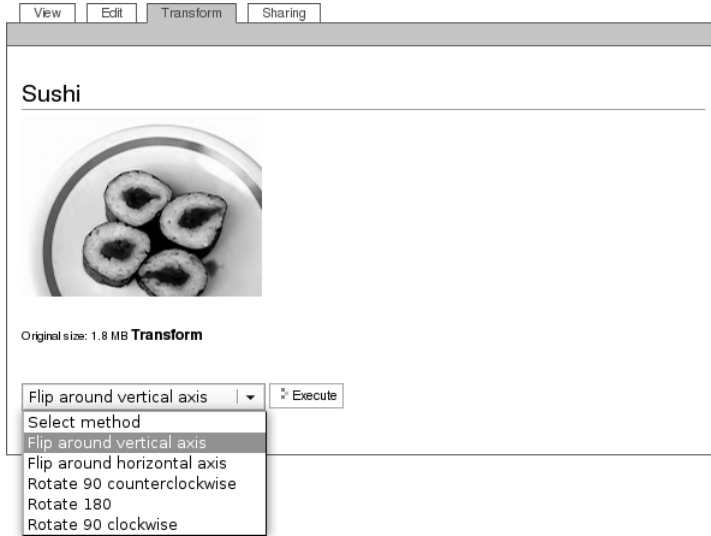 View Edit Transform Sharing
Sushi
Original size: 1.8 MB Transform
Flip around vertical axis Execute
Select method
Flip around vertical axis
Flip around horizontal axis
Rotate 90 counterclockwise
Rotate 180
Rotate 90 clockwise